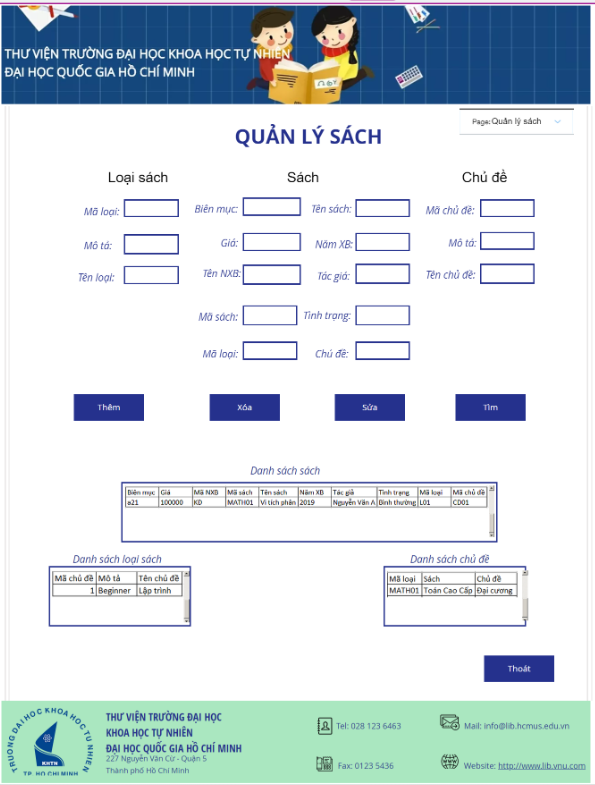 THƯ VIỆN TRƯỜNG ĐẠI HỌC KHOA HỌC TỰ NHIÊN
ĐẠI HỌC QUỐC GIA HỒ CHÍ MINH
Page: Quản lý sách
QUẢN LÝ SÁCH
Loại sách Sách Chủ đề
Mã loại: Biên mục: Tên sách: Mã chủ đề:
Mô tả: Giá: Năm XB: Mô tả:
Tên loại: Tên NXB: Tác giả: Tên chủ đề:
Mã sách: Tình trạng:
Mã loại: Chủ đề:
Thêm Xóa Sửa Tìm
Danh sách sách
Biên mục Giá Mã NXB Mã sách Tên sách Năm XB Tác giả Tình trạng Mã loại Mã chủ đề
a21 100000 KD MATH01 Vi tích phân 2019 Nguyễn Văn A Bình thường L01 CD01
Danh sách loại sách
Mã chủ đề Mô tả Tên chủ đề
1 Beginner Lập trình
Danh sách chủ đề
Mã loại Sách Chủ đề
MATH01 Toán Cao Cấp Đại cương
Thoát
TRUONG DAI HOC KHOA HOC TU NHIEN
KHTN
TP. HO CHI MINH
THƯ VIỆN TRƯỜNG ĐẠI HỌC
KHOA HỌC TỰ NHIÊN
ĐẠI HỌC QUỐC GIA HỒ CHÍ MINH
227 Nguyễn Văn Cừ - Quận 5
Thành phố Hồ Chí Minh
Tel: 028 123 6463
Fax: 0123 5436
Mail: info@lib.hcmus.edu.vn
Website: http://www.lib.vnu.com